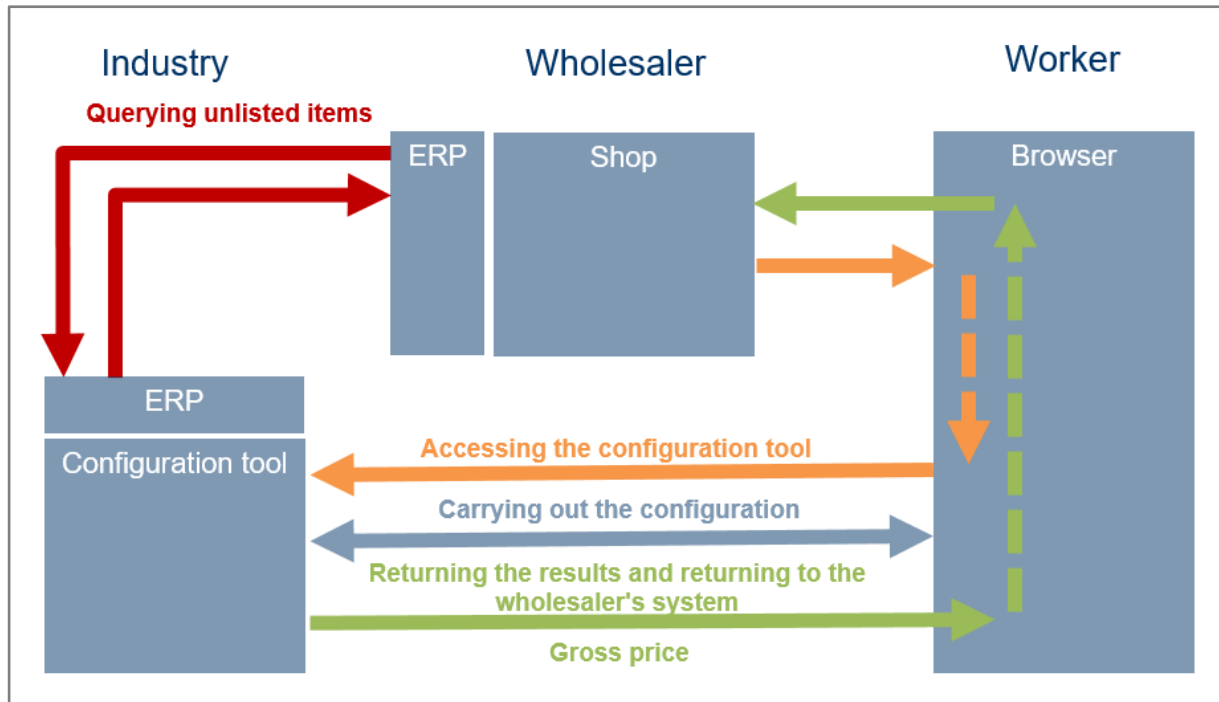 Industry
Wholesaler
Worker
Querying unlisted items
ERP
Shop
Browser
ERP
Configuration tool
Accessing the configuration tool
Carrying out the configuration
Returning the results and returning to the
wholesaler's system
Gross price